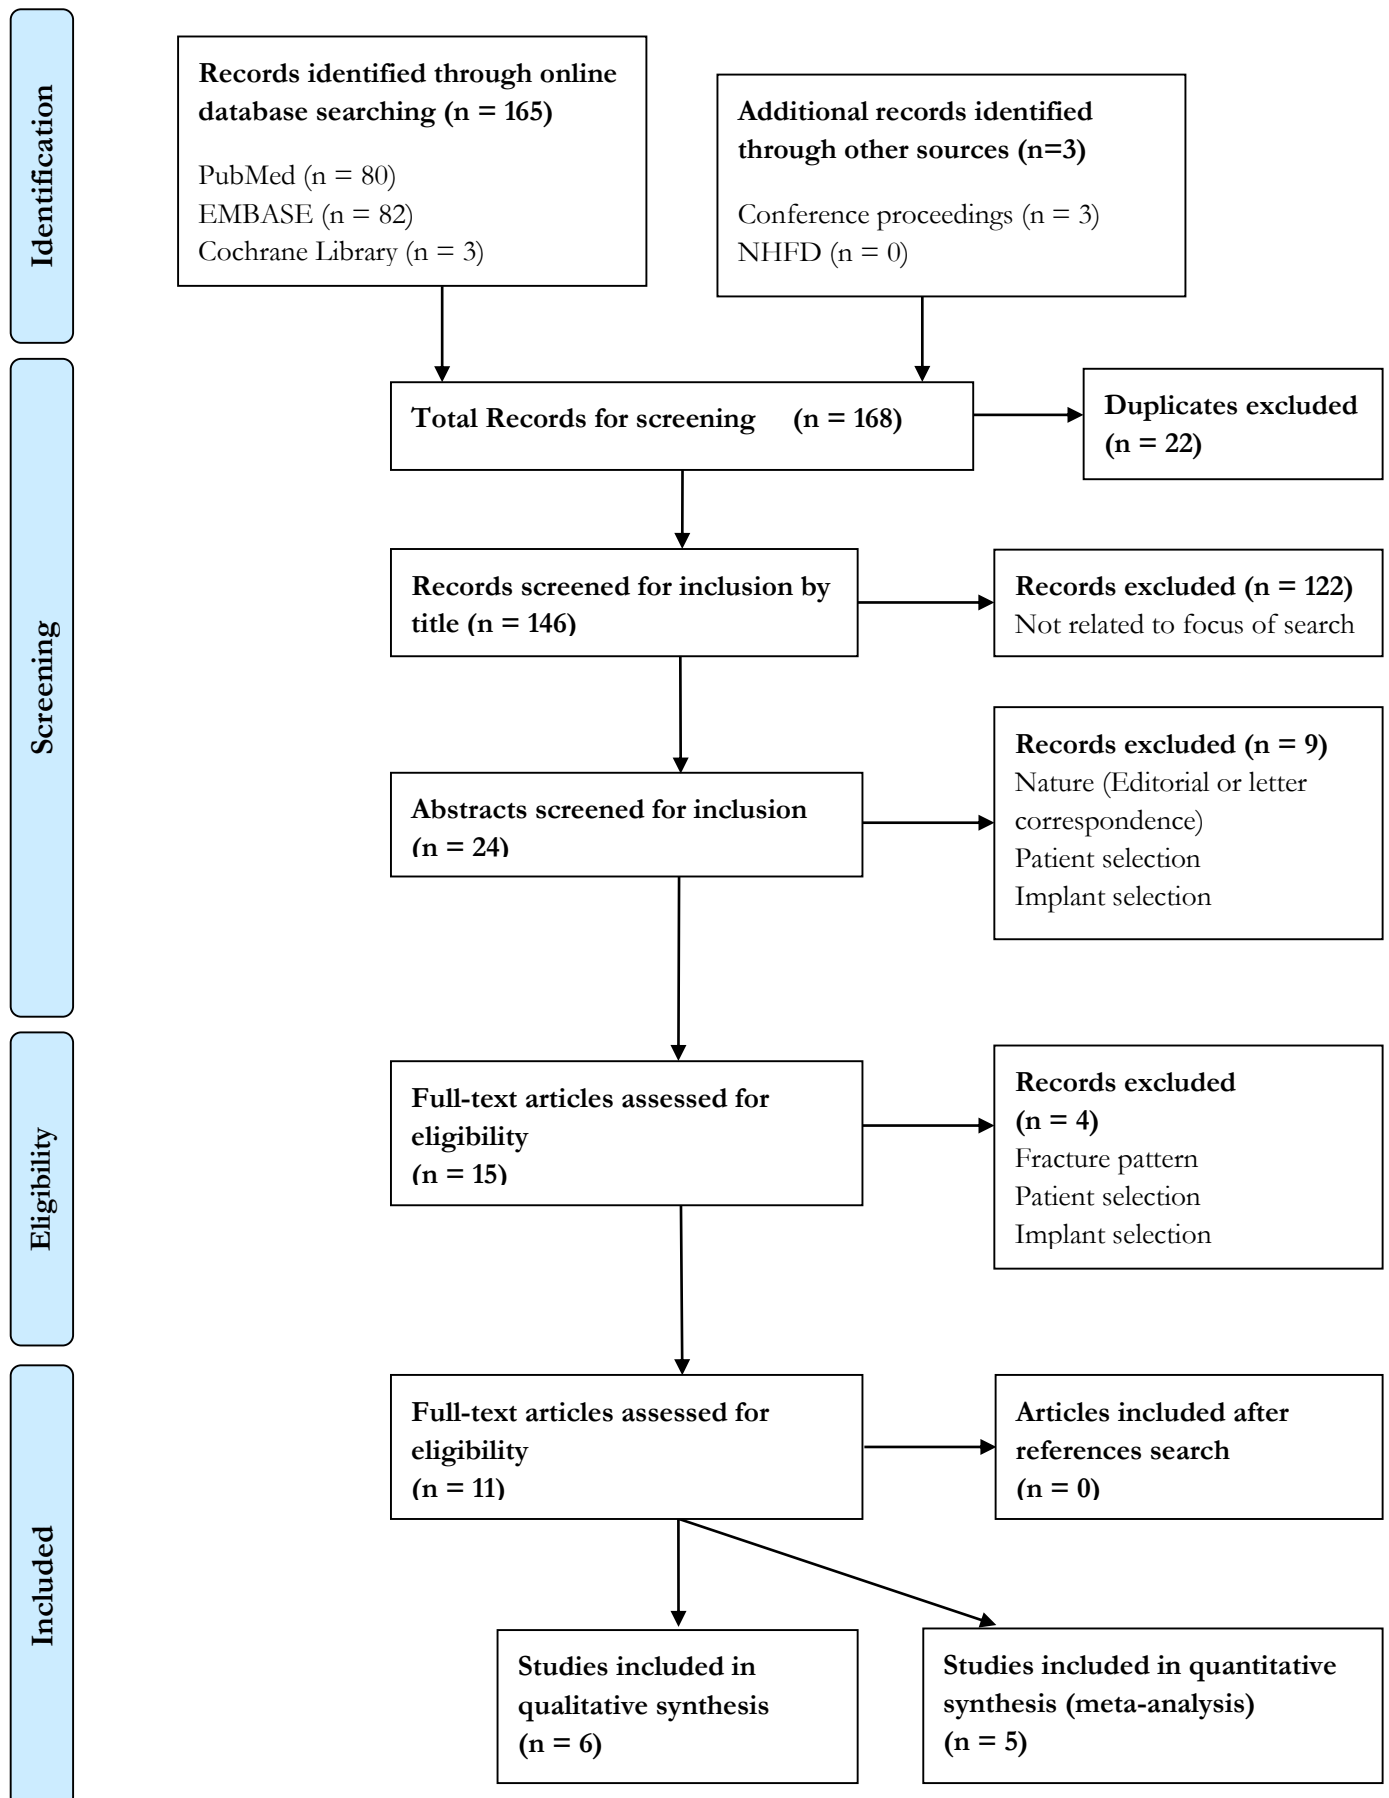 Identification
Records identified through online
database searching (n = 165)
PubMed (n = 80)
EMBASE (n = 82)
Cochrane Library (n = 3)
Additional records identified
through other sources (n=3)
Conference proceedings (n = 3)
NHFD (n = 0)
Screening
Total Records for screening (n = 168)
Duplicates excluded
(n = 22)
Records screened for inclusion by
title (n = 146)
Records excluded (n = 122)
Not related to focus of search
Abstracts screened for inclusion
(n = 24)
Records excluded (n = 9)
Nature (Editorial or letter
correspondence)
Patient selection
Implant selection
Eligibility
Full-text articles assessed for
eligibility
(n = 15)
Records excluded
(n = 4)
Fracture pattern
Patient selection
Implant selection
Included
Full-text articles assessed for
eligibility
(n = 11)
Articles included after
references search
(n = 0)
Studies included in
qualitative synthesis
(n = 6)
Studies included in quantitative
synthesis (meta-analysis)
(n = 5)